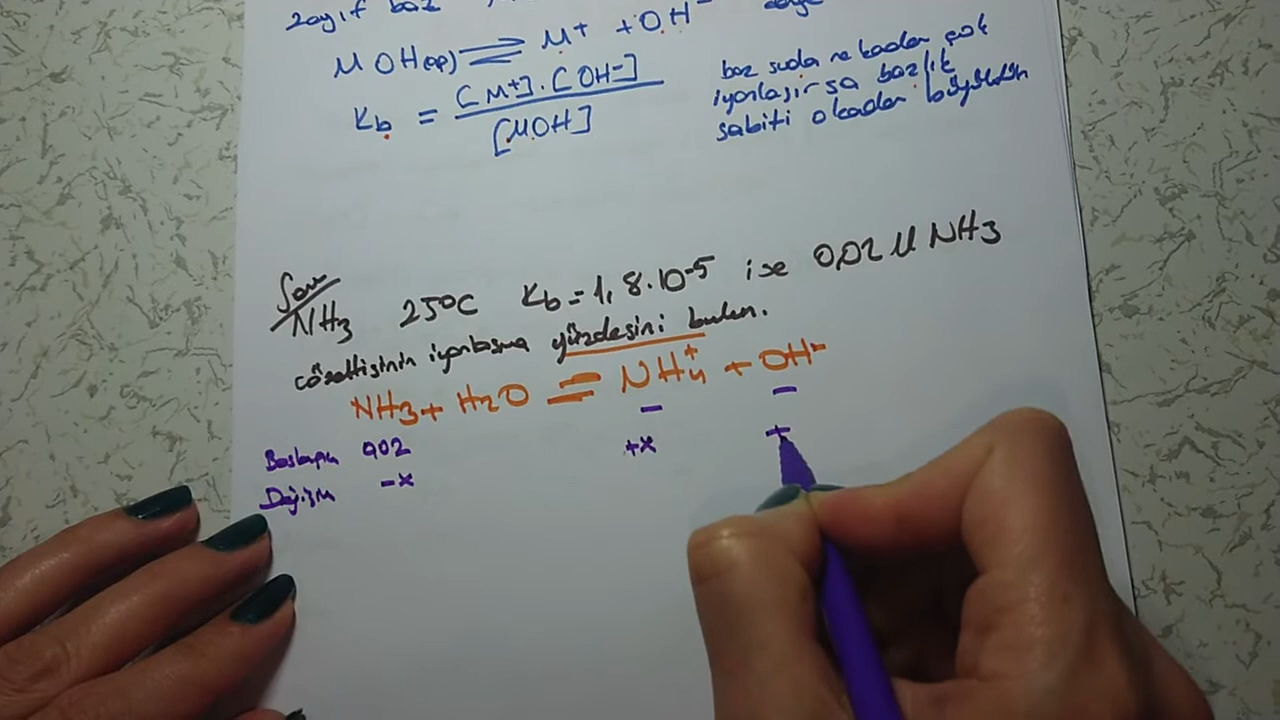 zayıf baz
MOH(aq) ⇌ M+ + OH-
Kb = [M+].[OH-] / [MOH]
baz suda ne kadar çok
iyonlaşırsa bazlık
sabiti o kadar büyüktür
Soru
NH3 25°C Kb=1,8.10-5 ise 0,02 M NH3
çözeltisinin iyonlaşma yüzdesini bulun.
NH3 + H2O ⇌ NH4+ + OH-
Başlangıç 0,02 - -
Değişim -x +x +